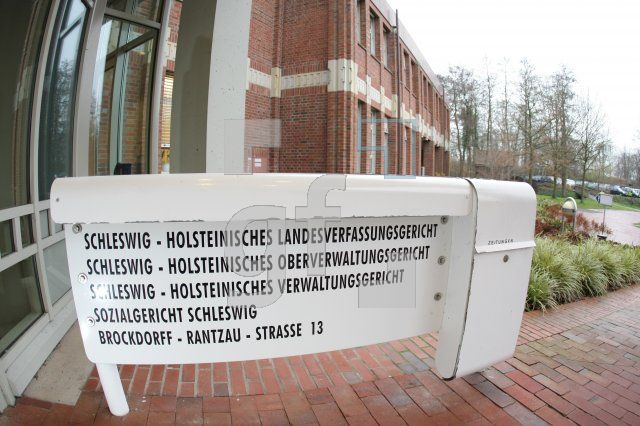 SCHLESWIG - HOLSTEINISCHES LANDESVERFASSUNGSGERICHT
SCHLESWIG - HOLSTEINISCHES OBERVERWALTUNGSGERICHT
SCHLESWIG - HOLSTEINISCHES VERWALTUNGSGERICHT
SOZIALGERICHT SCHLESWIG
BROCKDORFF - RANTZAU - STRASSE 13
ZEITUNGEN